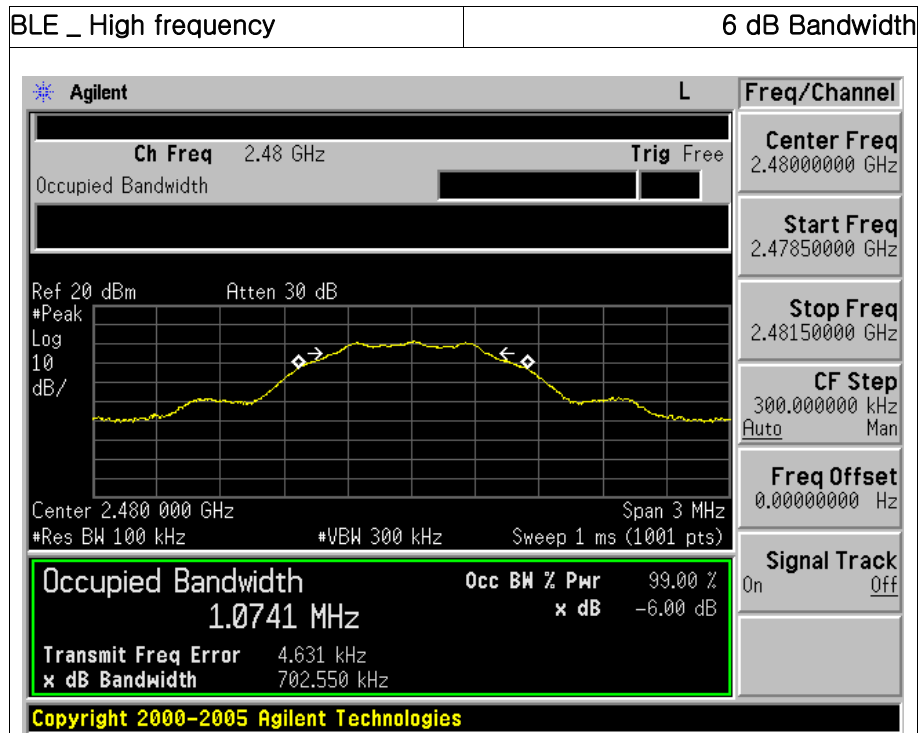 BLE _ High frequency 6 dB Bandwidth
Agilent L Freq/Channel
Ch Freq 2.48 GHz Trig Free
Occupied Bandwidth
Center Freq
2.48000000 GHz
Start Freq
2.47850000 GHz
Ref 20 dBm Atten 30 dB
#Peak
Log
10
dB/
Stop Freq
2.48150000 GHz
CF Step
300.000000 kHz
Auto Man
Freq Offset
0.00000000 Hz
Center 2.480 000 GHz Span 3 MHz
#Res BW 100 kHz #VBW 300 kHz Sweep 1 ms (1001 pts)
Signal Track
On Off
Occupied Bandwidth Occ BW % Pwr 99.00 %
1.0741 MHz x dB -6.00 dB
Transmit Freq Error 4.631 kHz
x dB Bandwidth 702.550 kHz
Copyright 2000-2005 Agilent Technologies